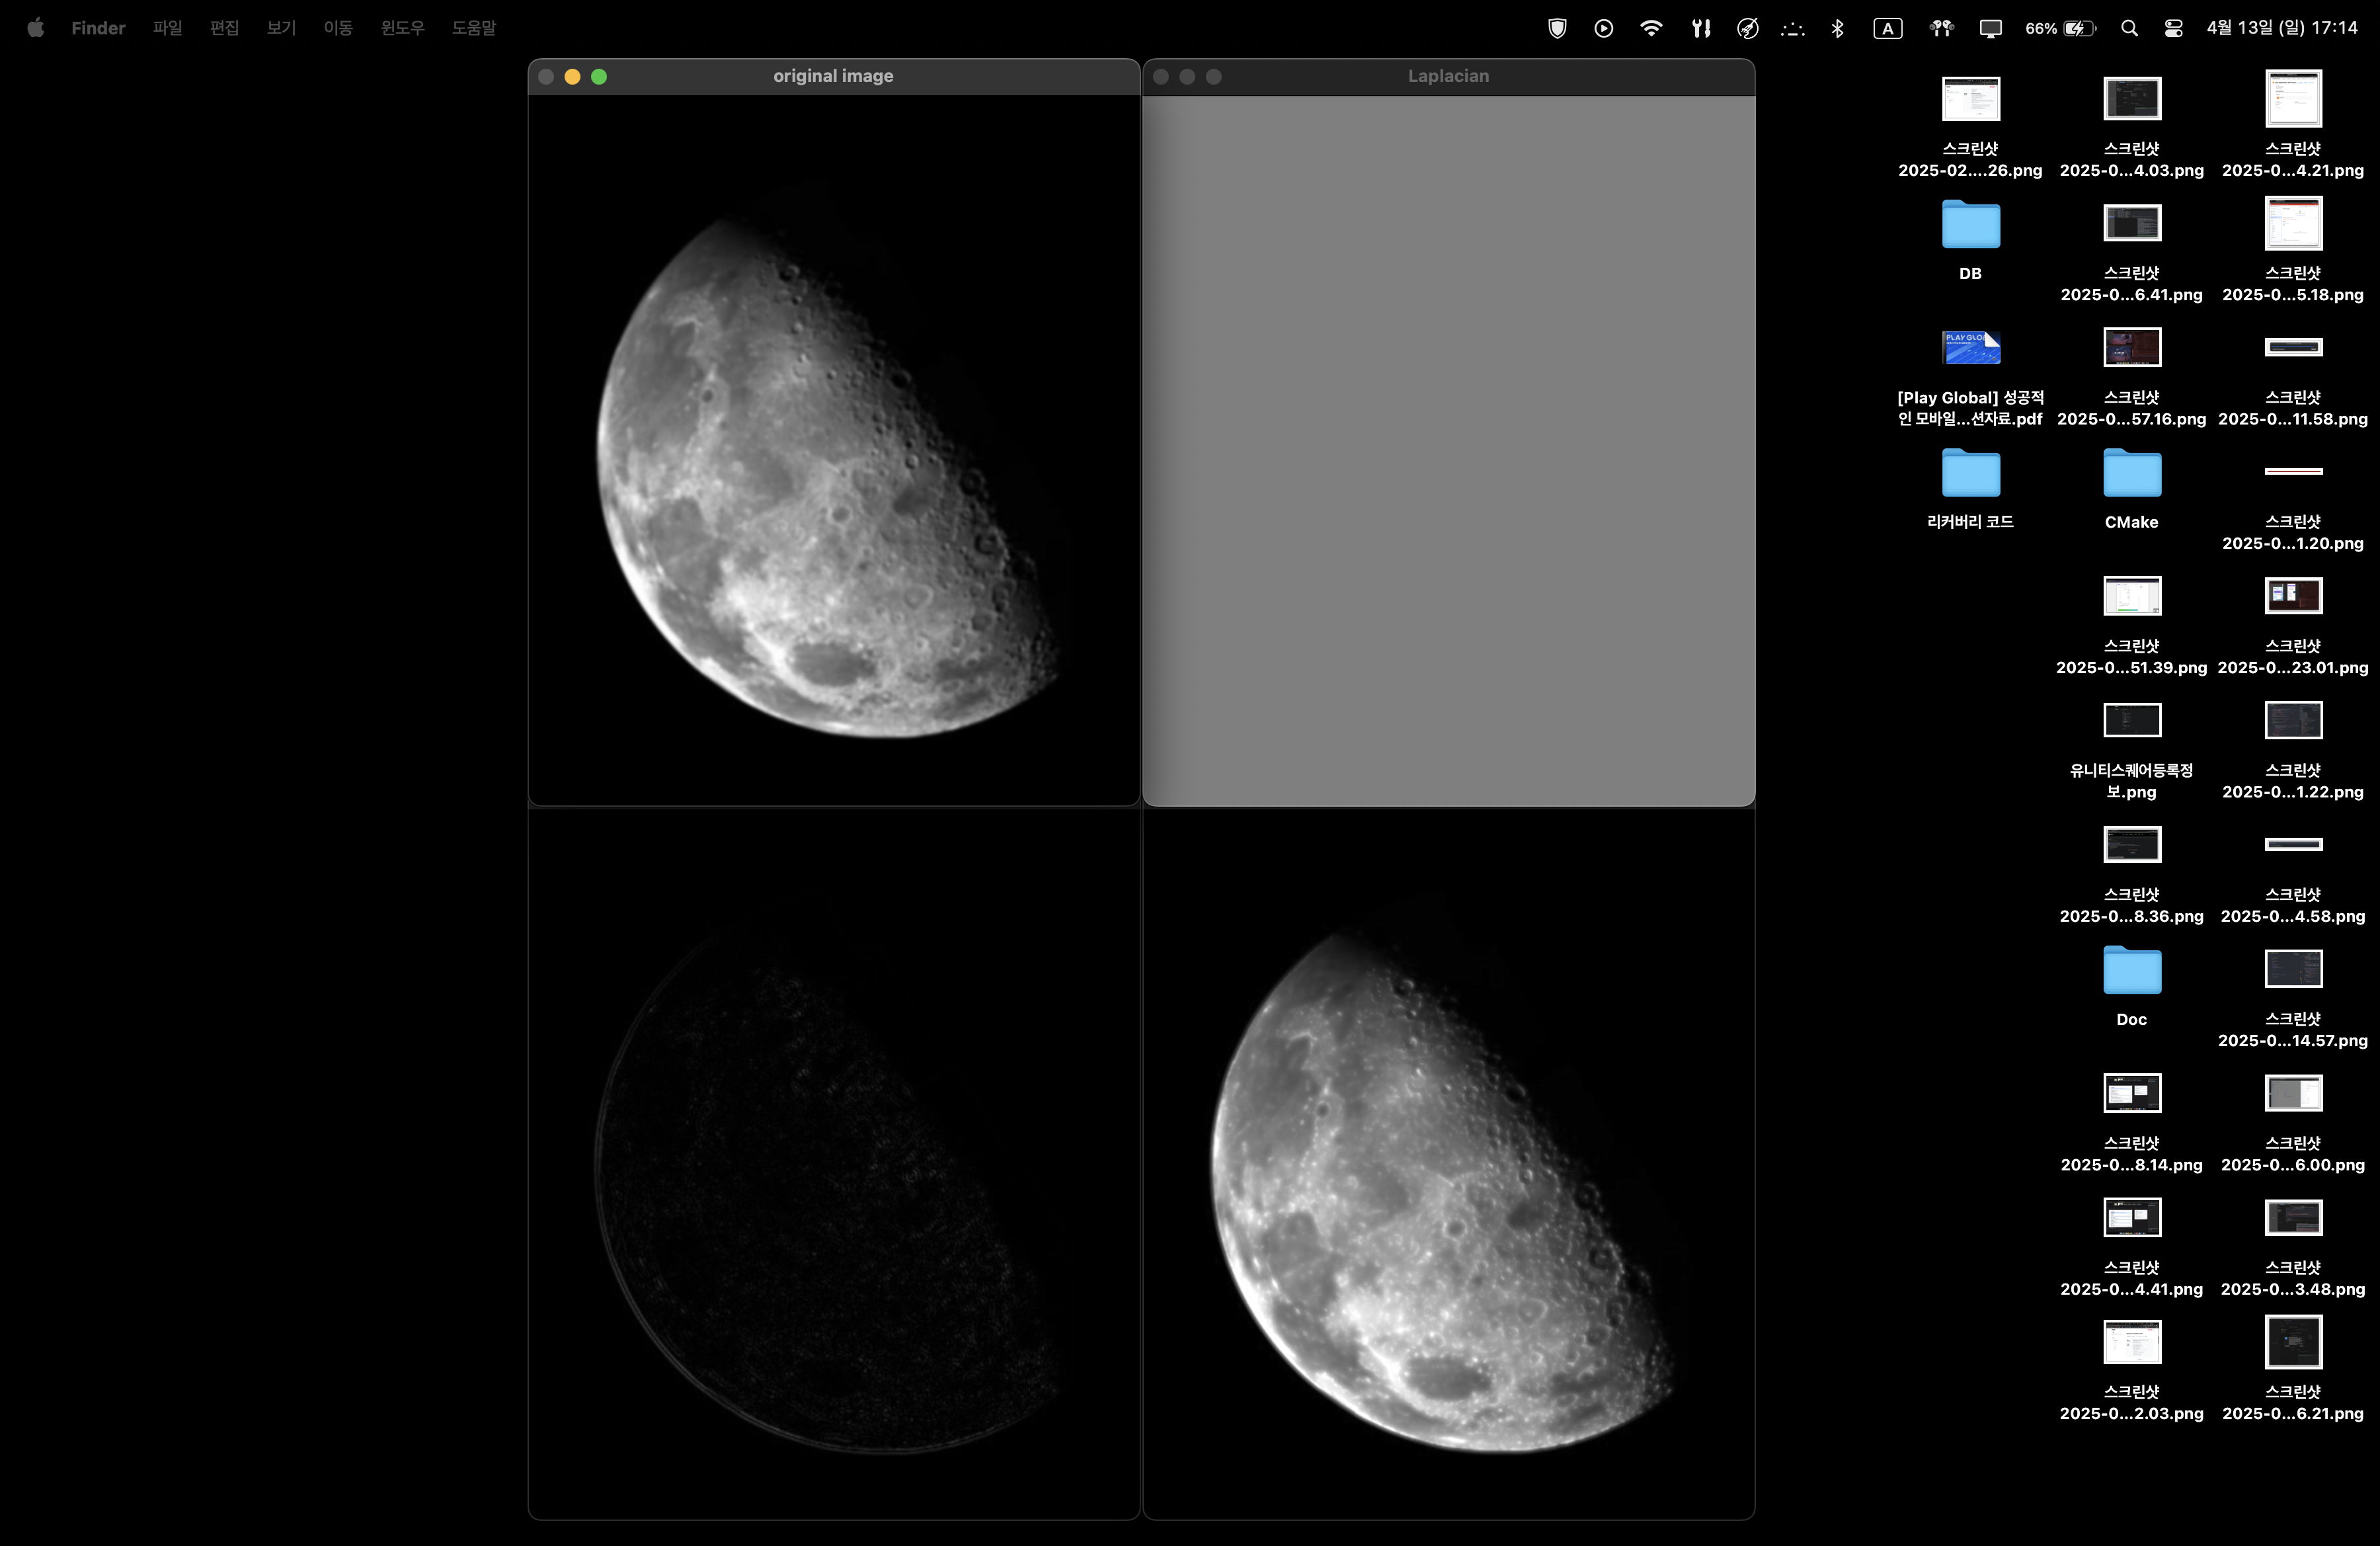 Finder 파일 편집 보기 이동 윈도우 도움말
A 66% 4월 13일 (일) 17:14
original image
Laplacian
스크린샷
2025-02....26.png
스크린샷
2025-0...4.03.png
스크린샷
2025-0...4.21.png
DB
스크린샷
2025-0...6.41.png
스크린샷
2025-0...5.18.png
PLAY GLO
[Play Global] 성공적
인 모바일...션자료.pdf
스크린샷
2025-0...57.16.png
스크린샷
2025-0...11.58.png
리커버리 코드
CMake
스크린샷
2025-0...1.20.png
스크린샷
2025-0...51.39.png
스크린샷
2025-0...23.01.png
유니티스퀘어등록정
보.png
스크린샷
2025-0...1.22.png
스크린샷
2025-0...8.36.png
스크린샷
2025-0...4.58.png
Doc
스크린샷
2025-0...14.57.png
스크린샷
2025-0...8.14.png
스크린샷
2025-0...6.00.png
스크린샷
2025-0...4.41.png
스크린샷
2025-0...3.48.png
스크린샷
2025-0...2.03.png
스크린샷
2025-0...6.21.png